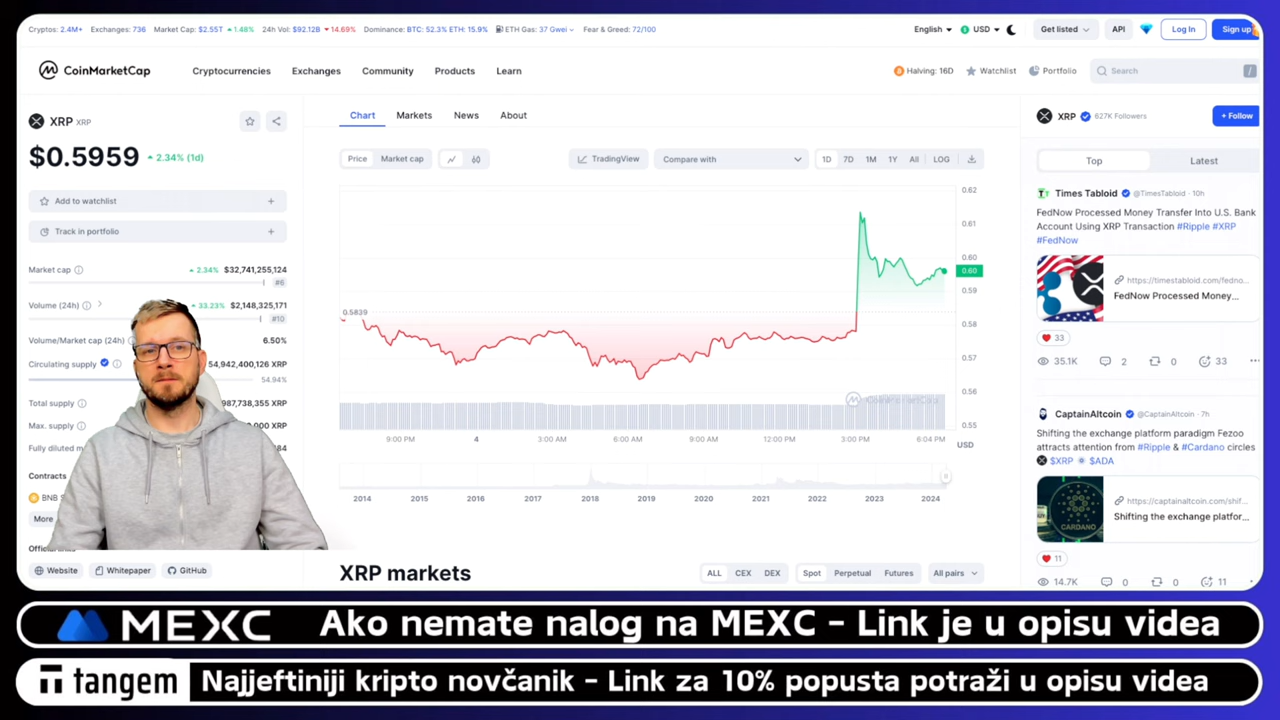 Cryptos: 2.4M+ Exchanges: 736 Market Cap: $2.55T 1.48% 24h Vol: $92.12B 14.69% Dominance: BTC: 52.3% ETH: 15.9% ETH Gas: 37 Gwei Fear & Greed: 72/100
English USD Get listed API Log In Sign up
CoinMarketCap Cryptocurrencies Exchanges Community Products Learn Halving: 16D Watchlist Portfolio Search /
XRP XRP
$0.5959 2.34% (1d)
Add to watchlist +
Track in portfolio +
Market cap 2.34% $32,741,255,124
#6
Volume (24h) 33.23% $2,148,325,171
#10
Volume/Market cap (24h) 6.50%
Circulating supply 54,942,400,126 XRP
54.94%
Total supply 987,738,355 XRP
Max. supply XRP
Fully diluted
Contracts
BNB
More
Official links
Website Whitepaper GitHub
Chart Markets News About
Price Market cap TradingView Compare with 1D 7D 1M 1Y All LOG
0.62
0.61
0.60
0.60
0.59
0.5839
0.58
0.57
0.56
CoinMarketCap
0.55
9:00 PM 4 3:00 AM 6:00 AM 9:00 AM 12:00 PM 3:00 PM 6:04 PM USD
2014 2015 2016 2017 2018 2019 2020 2021 2022 2023 2024
XRP markets ALL CEX DEX Spot Perpetual Futures All pairs
XRP 627K Followers + Follow
Top Latest
Times Tabloid @TimesTabloid · 10h
FedNow Processed Money Transfer Into U.S. Bank
Account Using XRP Transaction #Ripple #XRP
#FedNow
https://timestabloid.com/fedno...
FedNow Processed Money...
33
35.1K 2 0 33 ...
CaptainAltcoin @CaptainAltcoin · 7h
Shifting the exchange platform paradigm Fezoo
attracts attention from #Ripple & #Cardano circles
$XRP $ADA
CARDANO
https://captainaltcoin.com/shif...
Shifting the exchange platfor...
11
14.7K 0 0 11 ...
MEXC Ako nemate nalog na MEXC - Link je u opisu videa
tangem Najjeftiniji kripto novčanik - Link za 10% popusta potraži u opisu videa